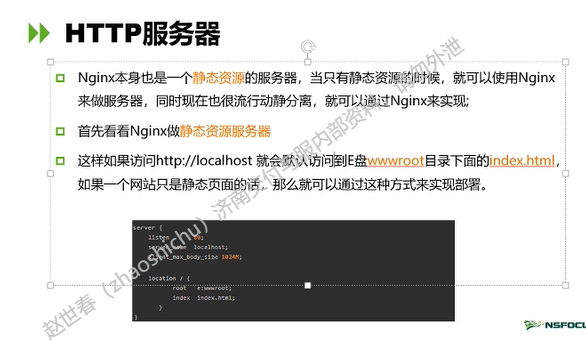 HTTP服务器
Nginx本身也是一个静态资源的服务器，当只有静态资源的时候，就可以使用Nginx
来做服务器，同时现在也很流行动静分离，就可以通过Nginx来实现;
首先看看Nginx做静态资源服务器
这样如果访问http://localhost 就会默认访问到E盘wwwroot目录下面的index.html，
如果一个网站只是静态页面的话，那么就可以通过这种方式来实现部署。
server {
listen 80;
server_name localhost;
client_max_body_size 1024M;
location / {
root e:wwwroot;
index index.html;
}
}
赵世春（zhaoshichu）济南交付与服内部资料，请勿外泄
NSFOCU